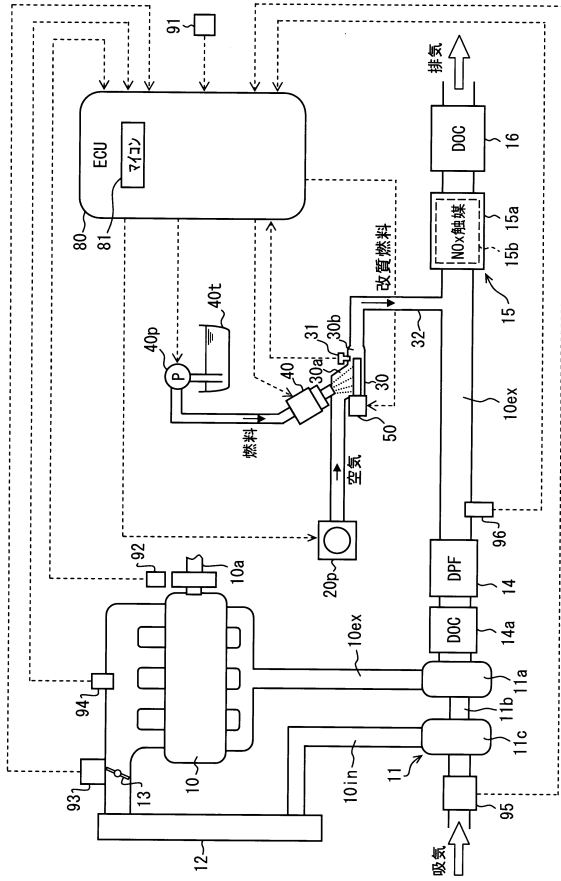 91
ECU
マイコン
80
81
排気
DOC
16
NOx触媒
15a
15b
15
改質燃料
40t
40p
P
燃料
40
30a
31
30b
30
50
32
空気
20p
10ex
96
92
10a
94
93
13
10
12
10ex
10in
DPF
14
DOC
14a
11a
11b
11c
11
95
吸気